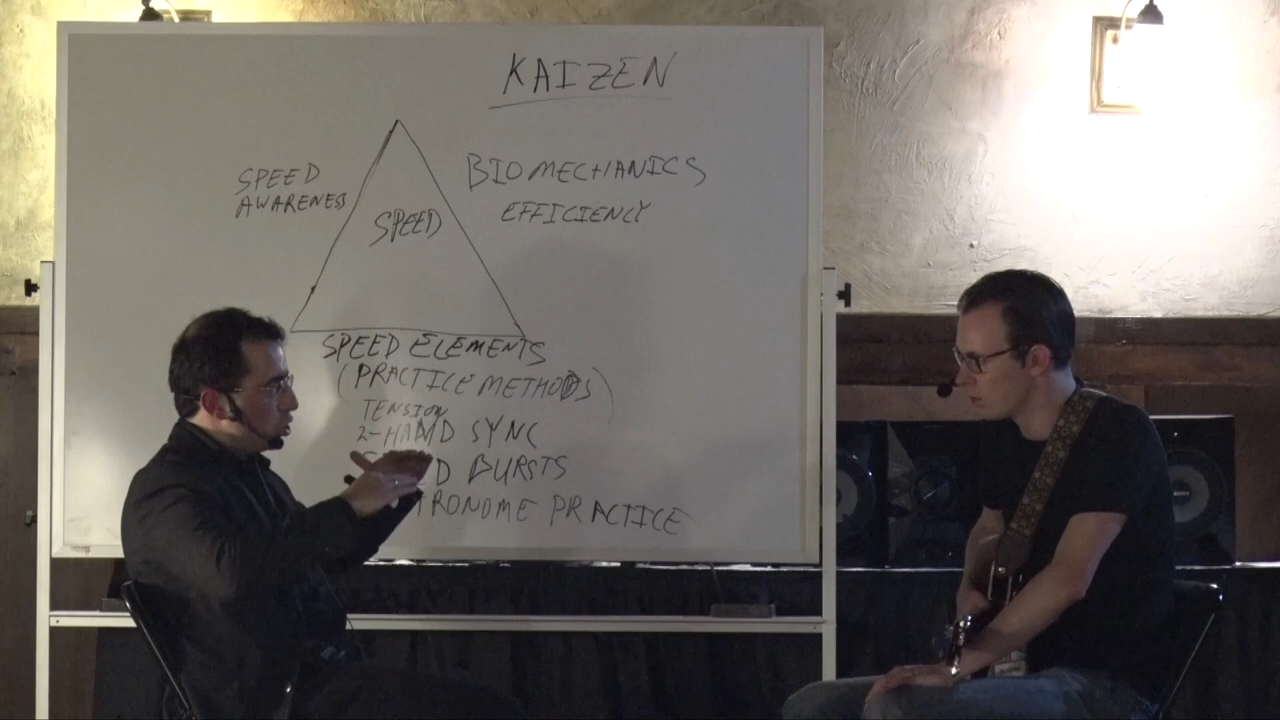 KAIZEN
SPEED
AWARENESS
SPEED
BIOMECHANICS
EFFICIENCY
SPEED ELEMENTS
(PRACTICE METHODS)
TENSION
2-HAND SYNC
BURSTS
PRACTICE